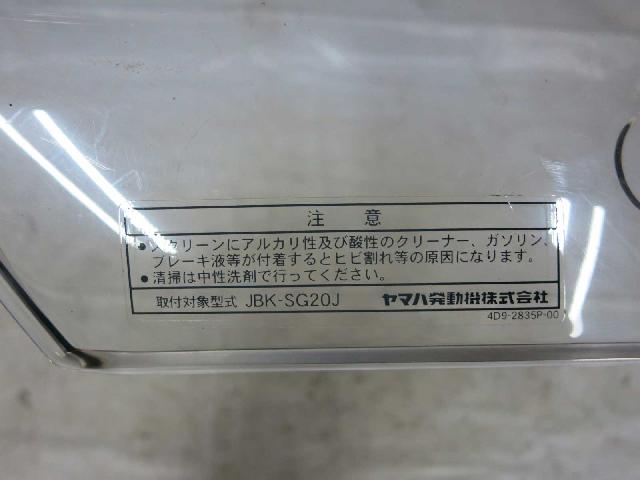 注 意
●スクリーンにアルカリ性及び酸性のクリーナー、ガソリン、
ブレーキ液等が付着するとヒビ割れ等の原因になります。
●清掃は中性洗剤で行ってください。
取付対象型式 JBK-SG20J ヤマハ発動機株式会社
4D9-2835P-00